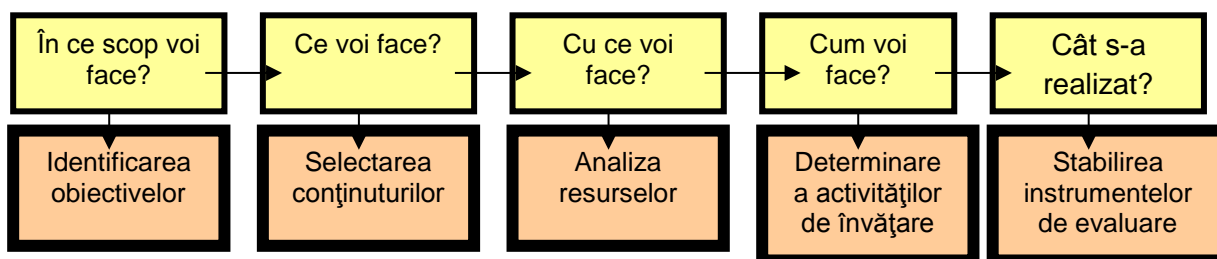 În ce scop voi
face?
Ce voi face?
Cu ce voi
face?
Cum voi
face?
Cât s-a
realizat?
Identificarea
obiectivelor
Selectarea
conţinuturilor
Analiza
resurselor
Determinare
a activităţilor
de învăţare
Stabilirea
instrumentelor
de evaluare